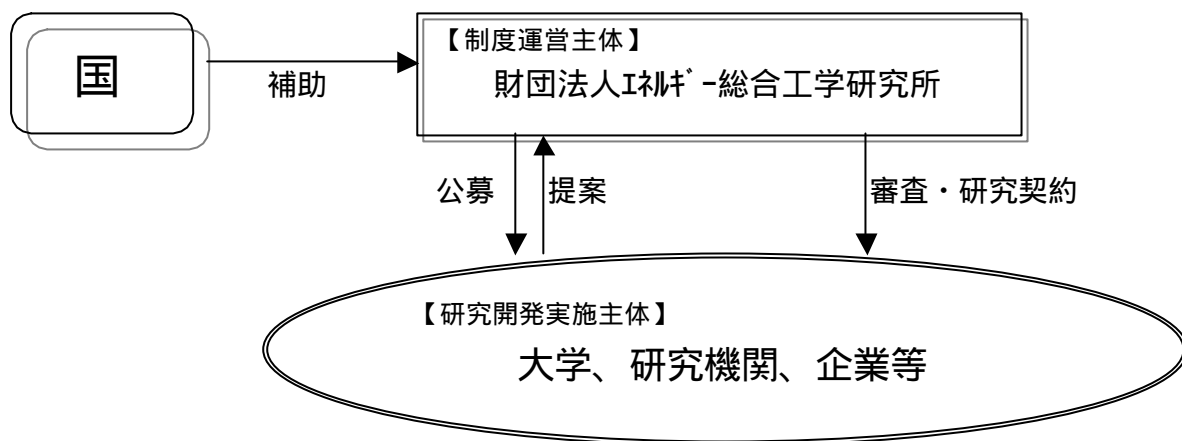 国
補助
【制度運営主体】
財団法人ｴﾈﾙｷﾞｰ総合工学研究所
公募
提案
審査・研究契約
【研究開発実施主体】
大学、研究機関、企業等